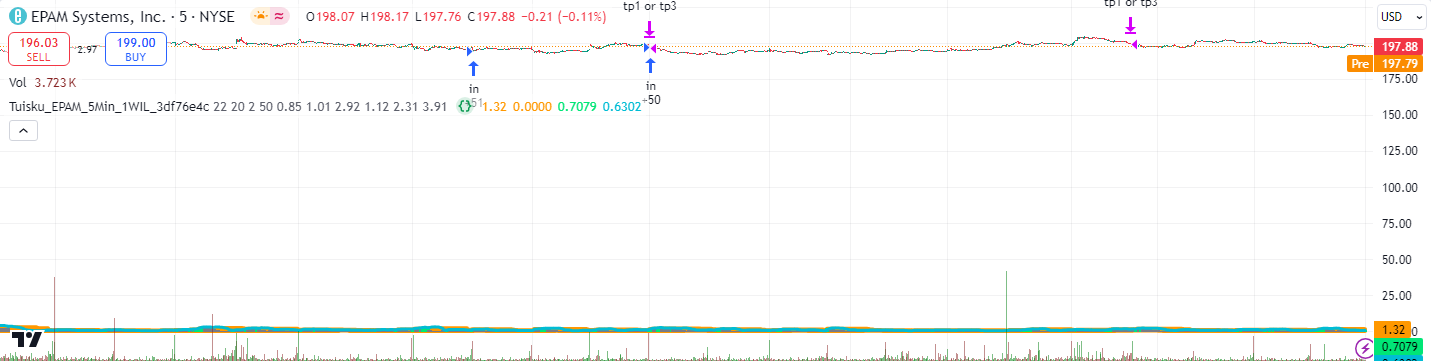 EPAM Systems, Inc. · 5 · NYSE O198.07 H198.17 L197.76 C197.88 −0.21 (−0.11%)
tp1 or tp3
tp1 or tp3
USD
196.03
SELL
2.97
199.00
BUY
197.88
Pre 197.79
Vol 3.723 K
175.00
in
+51
in
+50
Tuisku_EPAM_5Min_1WIL_3df76e4c 22 20 2 50 0.85 1.01 2.92 1.12 2.31 3.91 1.32 0.0000 0.7079 0.6302
150.00
125.00
100.00
75.00
50.00
25.00
1.32
0.7079